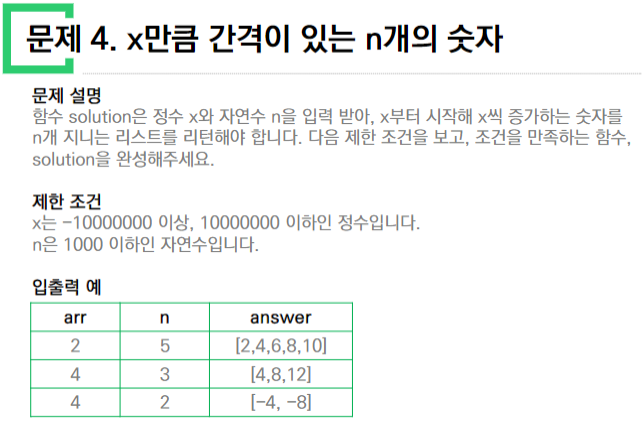 문제 4. x만큼 간격이 있는 n개의 숫자
문제 설명
함수 solution은 정수 x와 자연수 n을 입력 받아, x부터 시작해 x씩 증가하는 숫자를
n개 지니는 리스트를 리턴해야 합니다. 다음 제한 조건을 보고, 조건을 만족하는 함수,
solution을 완성해주세요.
제한 조건
x는 -10000000 이상, 10000000 이하인 정수입니다.
n은 1000 이하인 자연수입니다.
입출력 예
arr n answer
2 5 [2,4,6,8,10]
4 3 [4,8,12]
4 2 [-4, -8]